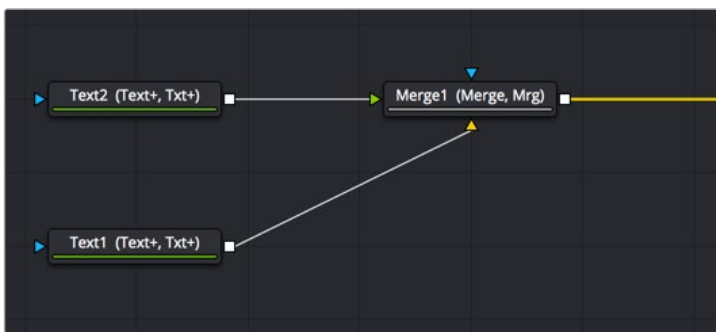 Text2 (Text+, Txt+)
Merge1 (Merge, Mrg)
Text1 (Text+, Txt+)